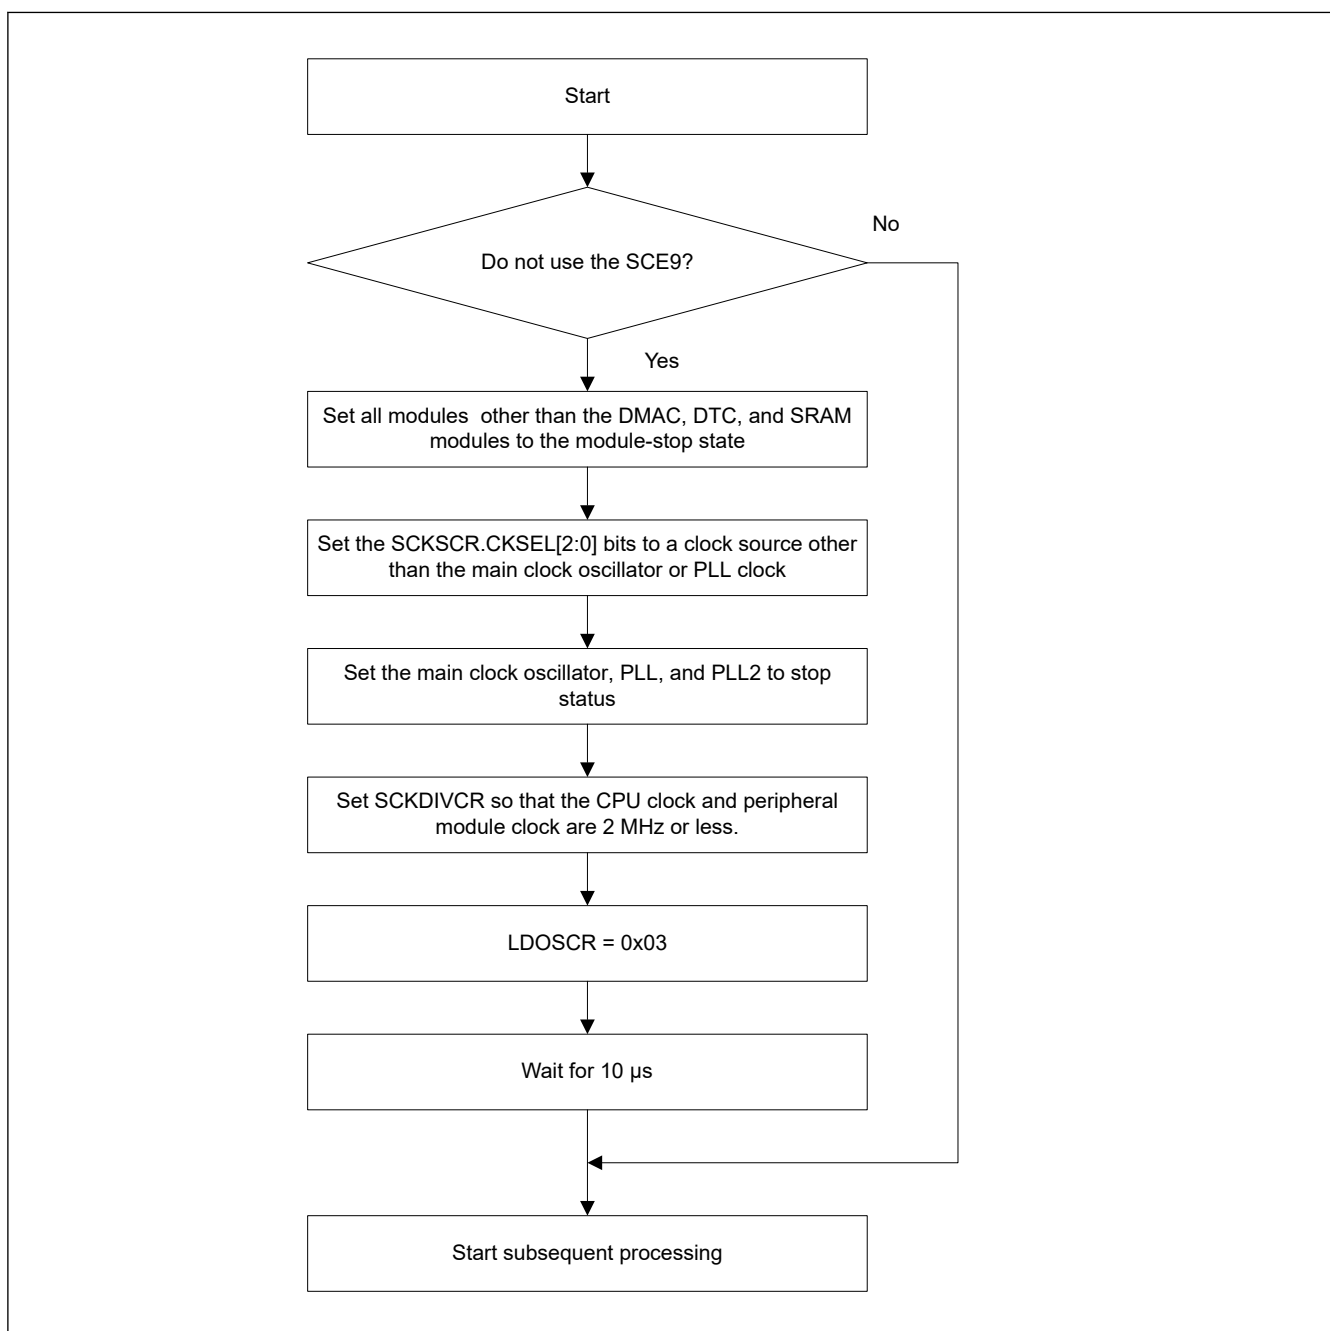 Start
No
Do not use the SCE9?
Yes
Set all modules  other than the DMAC, DTC, and SRAM
modules to the module-stop state
Set the SCKSCR.CKSEL[2:0] bits to a clock source other
than the main clock oscillator or PLL clock
Set the main clock oscillator, PLL, and PLL2 to stop
status
Set SCKDIVCR so that the CPU clock and peripheral
module clock are 2 MHz or less.
LDOSCR = 0x03
Wait for 10 µs
Start subsequent processing